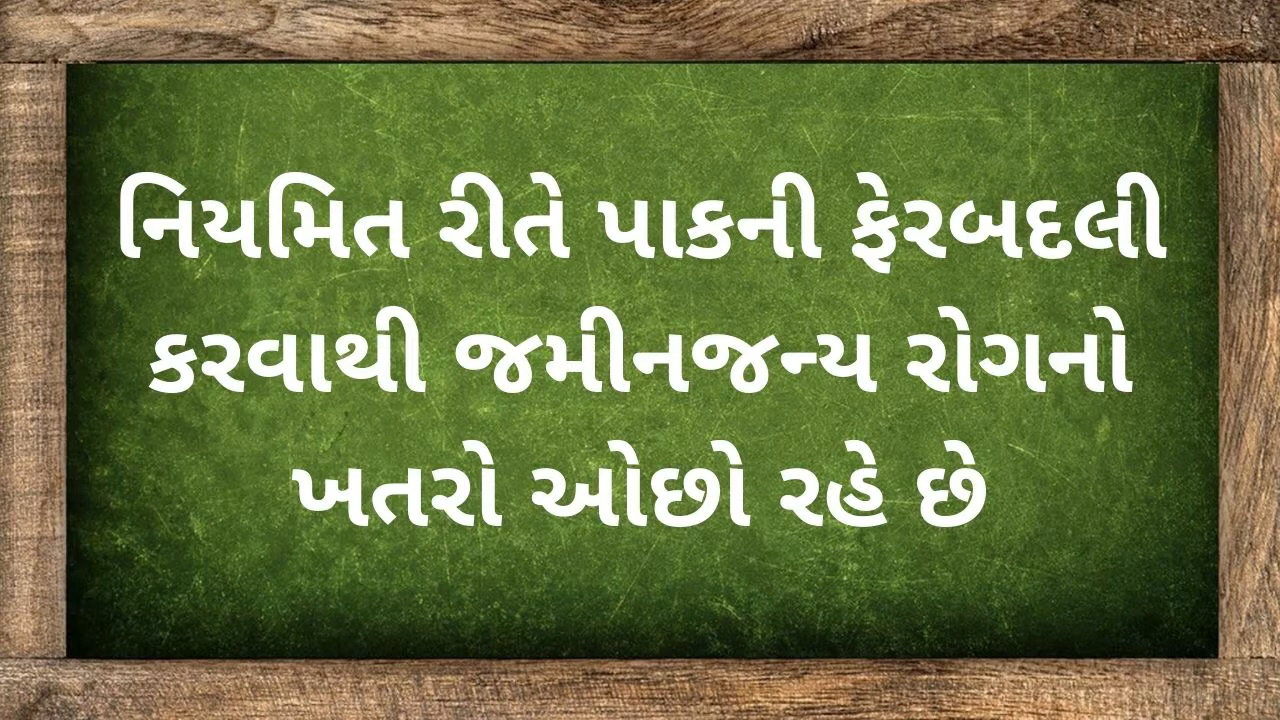 નિયમિત રીતે પાકની ફેરબદલી
કરવાથી જમીનજન્ય રોગનો
ખતરો ઓછો રહે છે